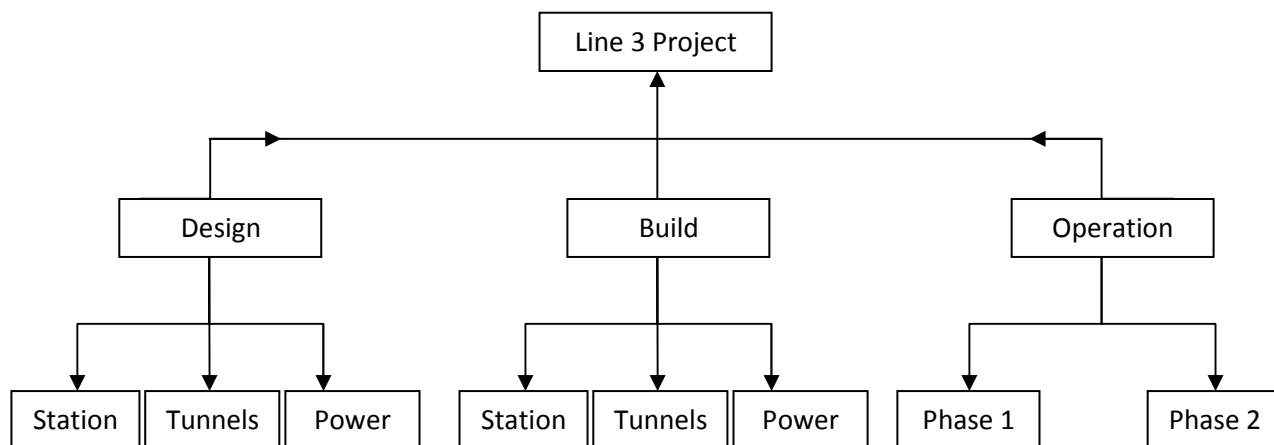 Line 3 Project
Design
Build
Operation
Station
Tunnels
Power
Station
Tunnels
Power
Phase 1
Phase 2